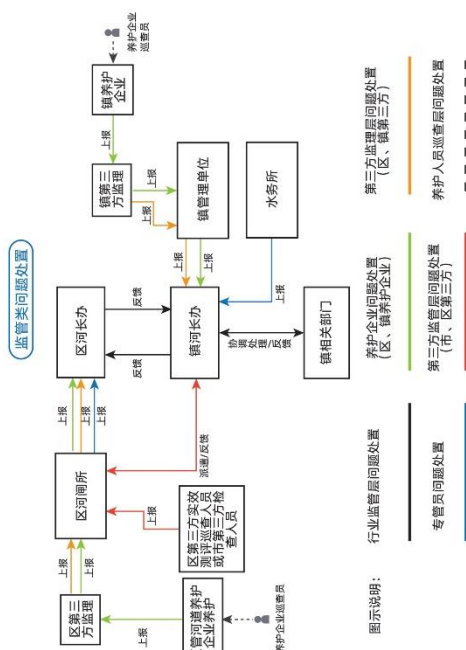 监管类问题处置
区第三方监理
上报
上报
区河闸所
上报
上报
上报
区河长办
反馈
反馈
镇第三
方监理
上报
镇养护
企业
养护企业
巡查员
上报
上报
上报
管河道养护
企业养护
养护企业巡查员
区第三方实效
测评巡查人员
或市第三方检
查人员
上报
派遣/反馈
镇河长办
上报
上报
镇管理单位
上报
水务所
协调处理/反馈
镇相关部门
图示说明：
行业监管层问题处置
养护企业问题处置
（区、镇养护企业）
第三方监理层问题处置
（区、镇第三方）
专管员问题处置
第三方监管层问题处置
（市、区第三方）
养护人员巡查层问题处置